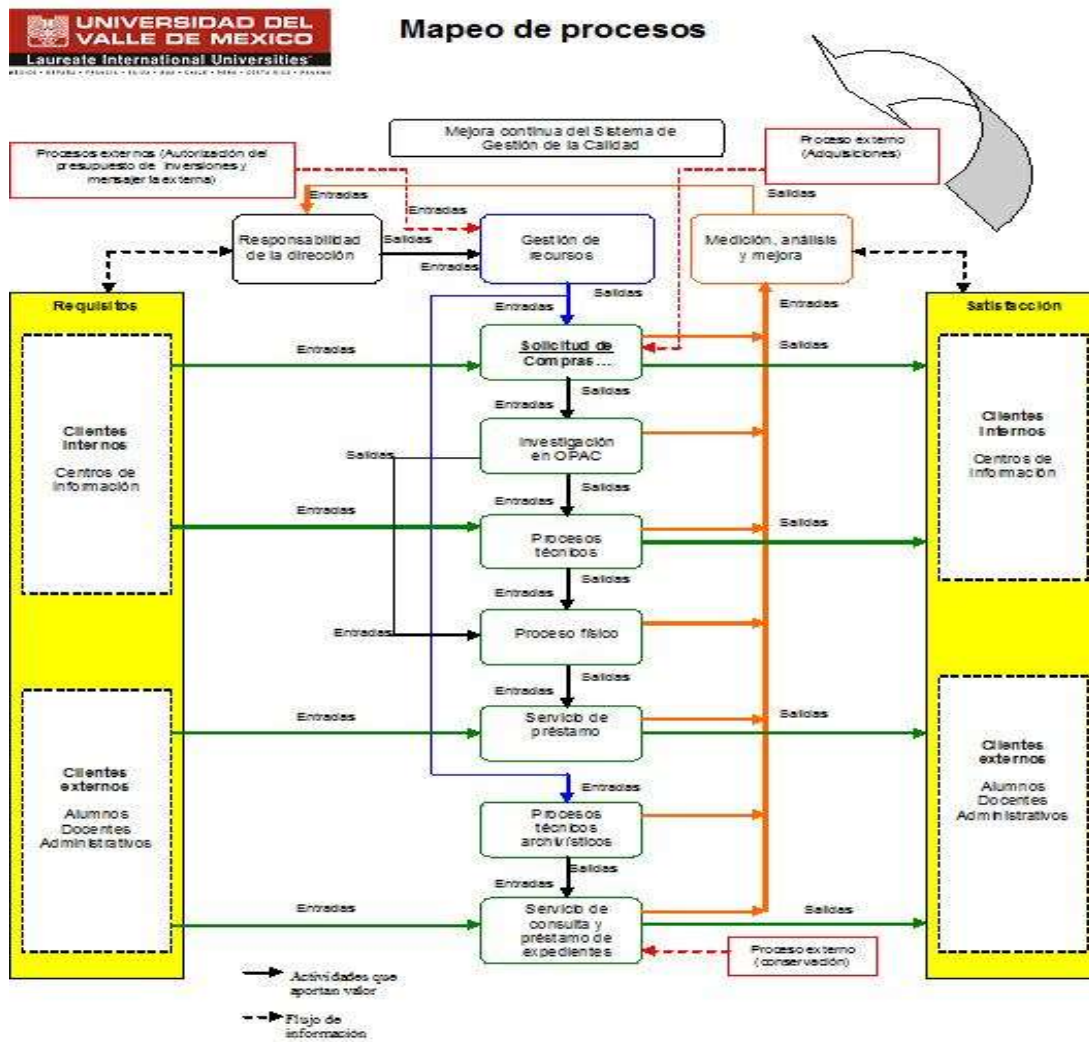 UNIVERSIDAD DEL
VALLE DE MEXICO
Laureate International Universities
Mapeo de procesos
Mejora continua del Sistema de
Gestión de la Calidad
Procesos externos (Autorización del
presupuesto de inversiones y
mensajería externa)
Proceso externo
(Adquisiciones)
Entradas
Entradas
Salidas
Responsabilidad
de la dirección
Salidas
Entradas
Gestión de
recursos
Medición, análisis
y mejora
Requisitos
Entradas
Salidas
Entradas
Satisfacción
Entradas
Solicitud de
Compras...
Salidas
Entradas
Salidas
Clientes
Internos
Centros de
Información
Salidas
Investigación
en OPAC
Clientes
Internos
Centros de
Información
Entradas
Salidas
Entradas
Procesos
técnicos
Salidas
Entradas
Salidas
Entradas
Proceso físico
Entradas
Salidas
Entradas
Servicio de
préstamo
Salidas
Clientes
externos
Alumnos
Docentes
Administrativos
Entradas
Procesos
técnicos
archivísticos
Clientes
externos
Alumnos
Docentes
Administrativos
Entradas
Salidas
Entradas
Servicio de
consulta y
préstamo de
expedientes
Salidas
Proceso externo
(conservación)
Actividades que
aportan valor
Flujo de
información